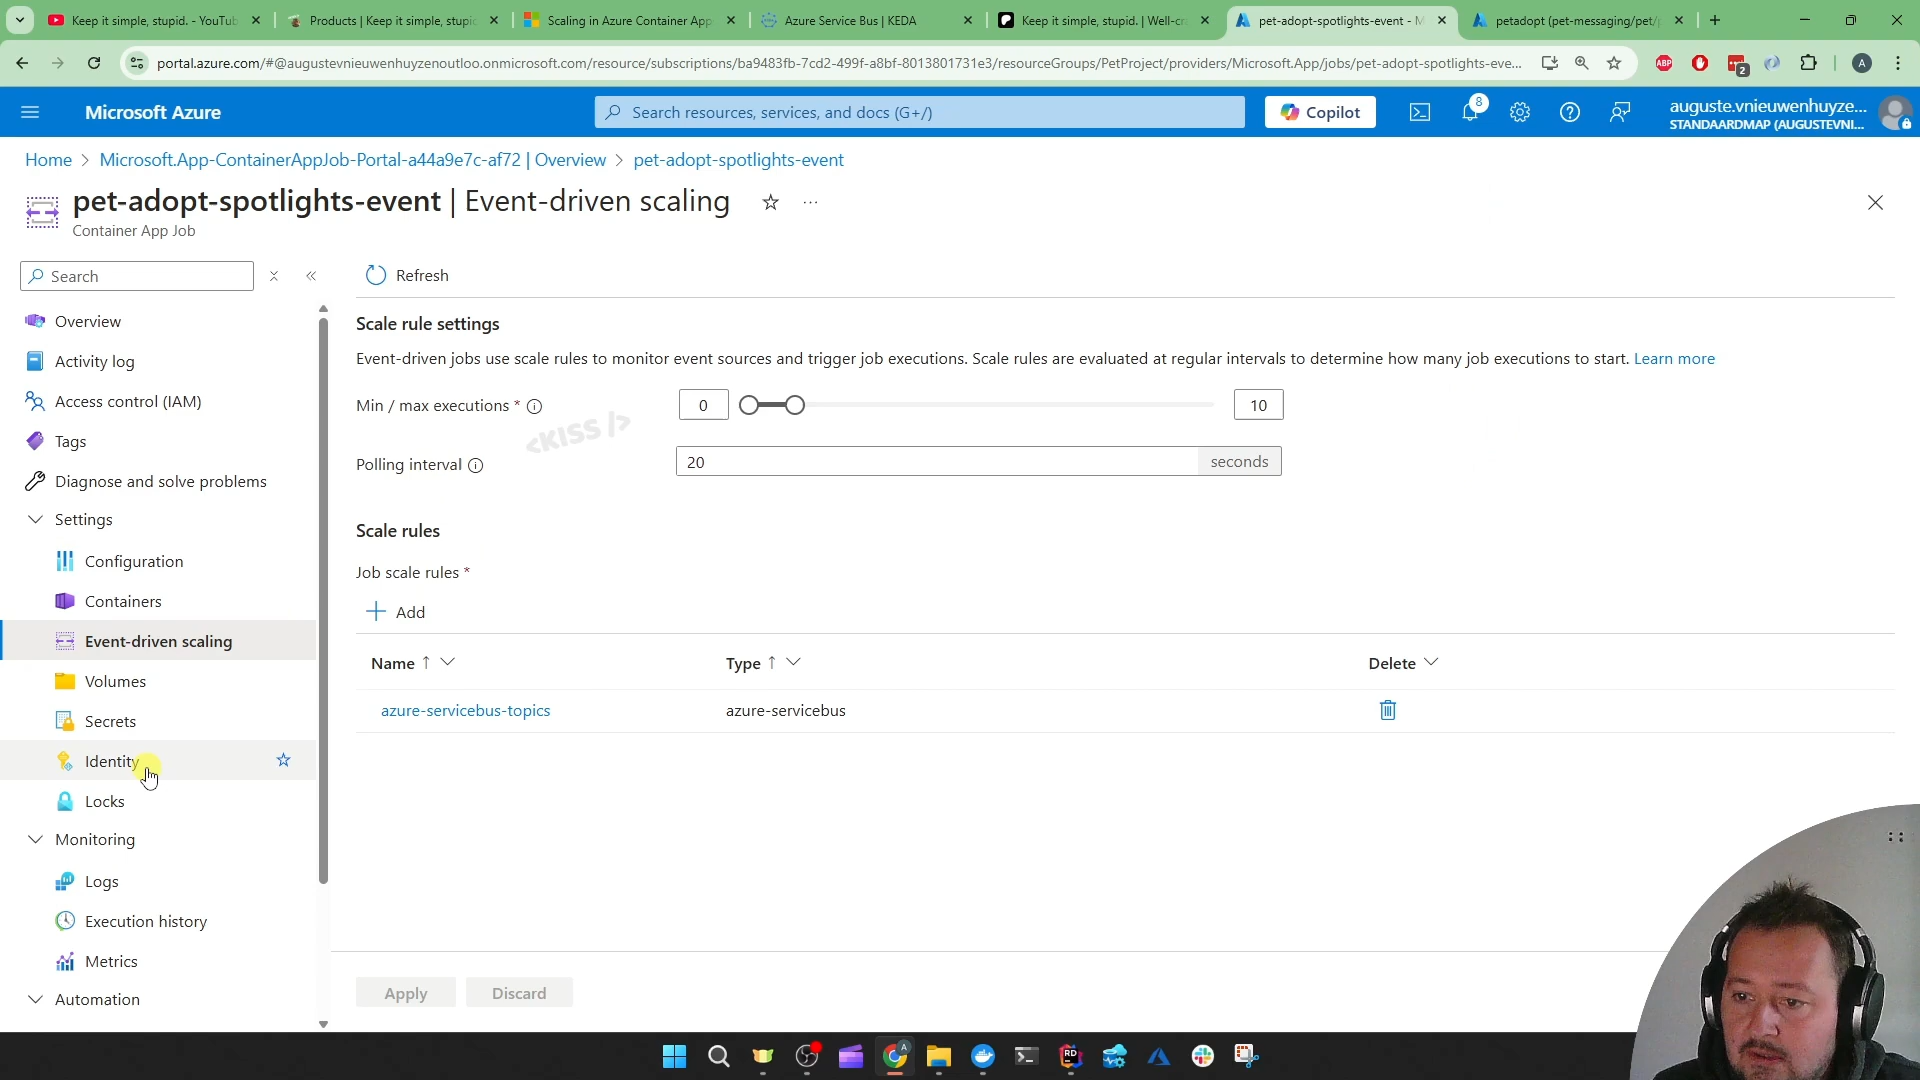 Keep it simple, stupid. - YouTub
Products | Keep it simple, stupid
Scaling in Azure Container App
Azure Service Bus | KEDA
Keep it simple, stupid. | Well-cr
pet-adopt-spotlights-event - M
petadopt (pet-messaging/pet/
portal.azure.com/#@augustevnieuwenhuyzenoutloo.onmicrosoft.com/resource/subscriptions/ba9483fb-7cd2-499f-a8bf-8013801731e3/resourceGroups/PetProject/providers/Microsoft.App/jobs/pet-adopt-spotlights-eve...
ABP
2
A
Microsoft Azure
Search resources, services, and docs (G+/)
Copilot
8
auguste.vnieuwenhuyze...
STANDAARDMAP (AUGUSTEVNI...
Home > Microsoft.App-ContainerAppJob-Portal-a44a9e7c-af72 | Overview > pet-adopt-spotlights-event
pet-adopt-spotlights-event | Event-driven scaling
Container App Job
Search
Refresh
Overview
Activity log
Access control (IAM)
Tags
Diagnose and solve problems
Settings
Configuration
Containers
Event-driven scaling
Volumes
Secrets
Identity
Locks
Monitoring
Logs
Execution history
Metrics
Automation
Scale rule settings
Event-driven jobs use scale rules to monitor event sources and trigger job executions. Scale rules are evaluated at regular intervals to determine how many job executions to start. Learn more
Min / max executions *
0
10
<KISS />
Polling interval
20
seconds
Scale rules
Job scale rules *
Add
Name ↑
Type ↑
Delete
azure-servicebus-topics
azure-servicebus
Apply
Discard
A
RD